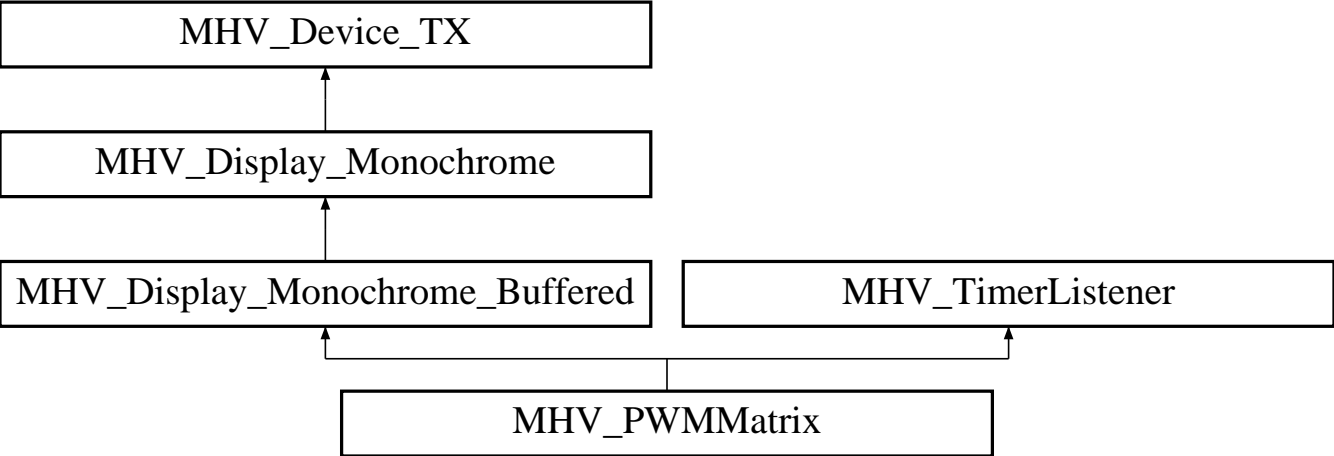 MHV_Device_TX
MHV_Display_Monochrome
MHV_Display_Monochrome_Buffered
MHV_TimerListener
MHV_PWMMatrix